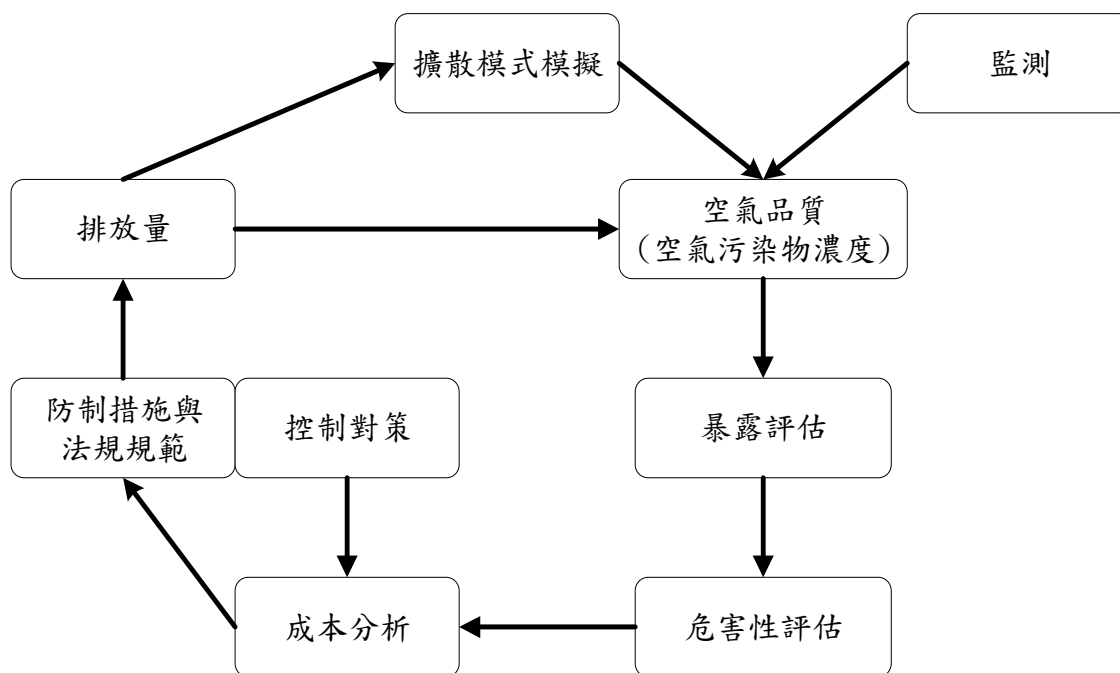 擴散模式模擬
監測
排放量
空氣品質
（空氣污染物濃度）
防制措施與
法規規範
控制對策
暴露評估
成本分析
危害性評估